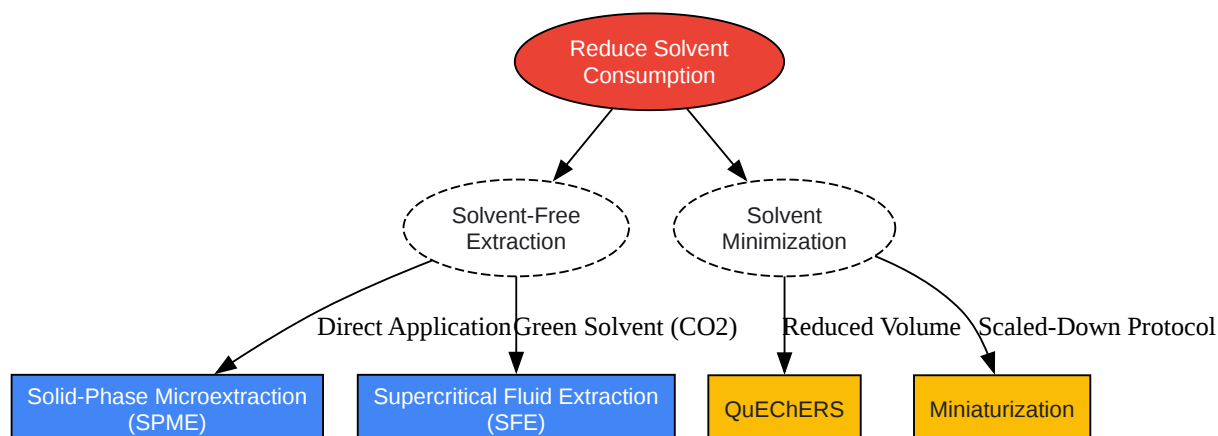 Reduce Solvent
Consumption
Solvent-Free
Extraction
Solvent
Minimization
Direct Application
Green Solvent (CO2)
Reduced Volume
Scaled-Down Protocol
Solid-Phase Microextraction
(SPME)
Supercritical Fluid Extraction
(SFE)
QuEChERS
Miniaturization